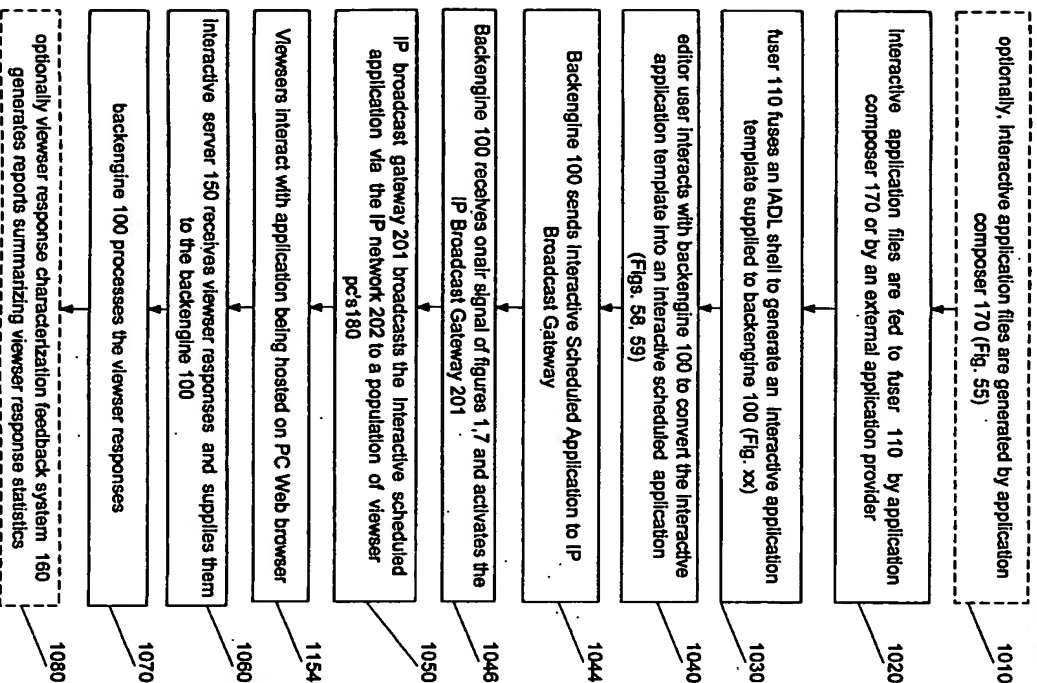 optionally, interactive application files are generated by application
composer 170 (Fig. 55)
1010
Interactive application files are fed to fuser 110 by application
composer 170 or by an external application provider
1020
fuser 110 fuses an IADL shell to generate an Interactive application
template supplied to backengine 100 (Fig. xx)
1030
editor user interacts with backengine 100 to convert the Interactive
application template into an Interactive scheduled application
(Figs. 58, 59)
1040
Backengine 100 sends Interactive Scheduled Application to IP
Broadcast Gateway
1044
Backengine 100 receives onair signal of figures 1,7 and activates the
IP Broadcast Gateway 201
1046
IP broadcast gateway 201 broadcasts the Interactive scheduled
application via the IP network 202 to a population of viewser
pc's180
1050
Viewsers interact with application being hosted on PC Web browser
1154
Interactive server 150 receives viewser responses and supplies them
to the backengine 100
1060
backengine 100 processes the viewser responses
1070
optionally viewser response characterization feedback system 160
generates reports summarizing viewser response statistics
1080